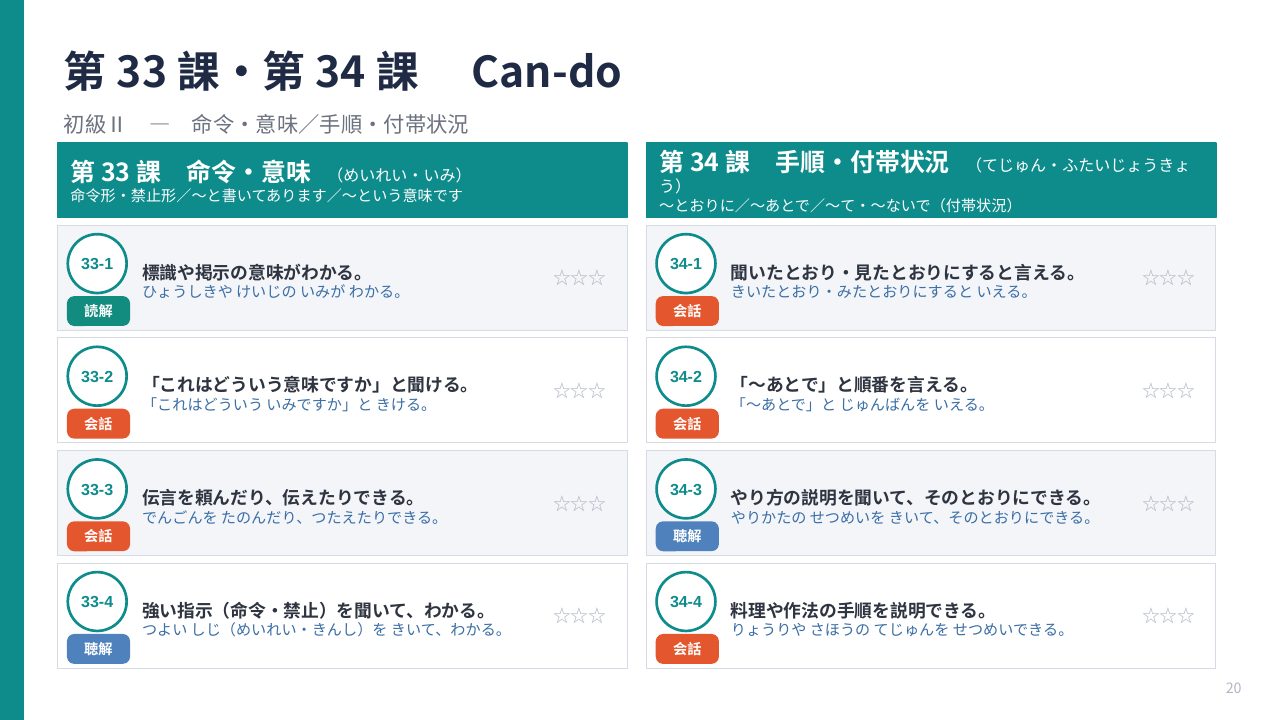 第 33 課・第 34 課　Can-do
初級Ⅱ　—　命令・意味／手順・付帯状況
第 33 課　命令・意味　（めいれい・いみ）
命令形・禁止形／～と書いてあります／～という意味です
33-1
読解
標識や掲示の意味がわかる。
ひょうしきや けいじの いみが わかる。
☆☆☆
33-2
会話
「これはどういう意味ですか」と聞ける。
「これはどういう いみですか」と きける。
☆☆☆
33-3
会話
伝言を頼んだり、伝えたりできる。
でんごんを たのんだり、つたえたりできる。
☆☆☆
33-4
聴解
強い指示（命令・禁止）を聞いて、わかる。
つよい しじ（めいれい・きんし）を きいて、わかる。
☆☆☆
第 34 課　手順・付帯状況　（てじゅん・ふたいじょうきょ
う）
～とおりに／～あとで／～て・～ないで（付帯状況）
34-1
会話
聞いたとおり・見たとおりにすると言える。
きいたとおり・みたとおりにすると いえる。
☆☆☆
34-2
会話
「～あとで」と順番を言える。
「～あとで」と じゅんばんを いえる。
☆☆☆
34-3
聴解
やり方の説明を聞いて、そのとおりにできる。
やりかたの せつめいを きいて、そのとおりにできる。
☆☆☆
34-4
会話
料理や作法の手順を説明できる。
りょうりや さほうの てじゅんを せつめいできる。
☆☆☆
20